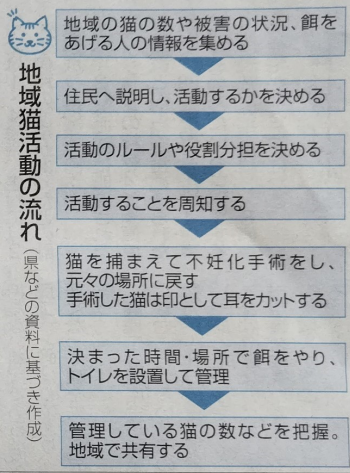 地域猫活動の流れ
（県などの資料に基づき作成）
地域の猫の数や被害の状況、餌を
あげる人の情報を集める
住民へ説明し、活動するかを決める
活動のルールや役割分担を決める
活動することを周知する
猫を捕まえて不妊化手術をし、
元々の場所に戻す
手術した猫は印として耳をカットする
決まった時間・場所で餌をやり、
トイレを設置して管理
管理している猫の数などを把握。
地域で共有する